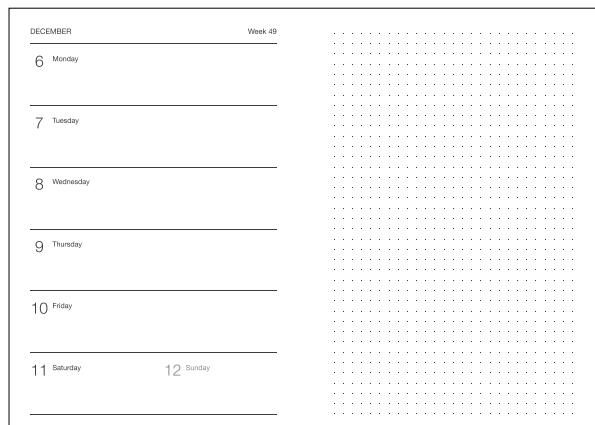 DECEMBER Week 49
6 Monday
7 Tuesday
8 Wednesday
9 Thursday
10 Friday
11 Saturday 12 Sunday